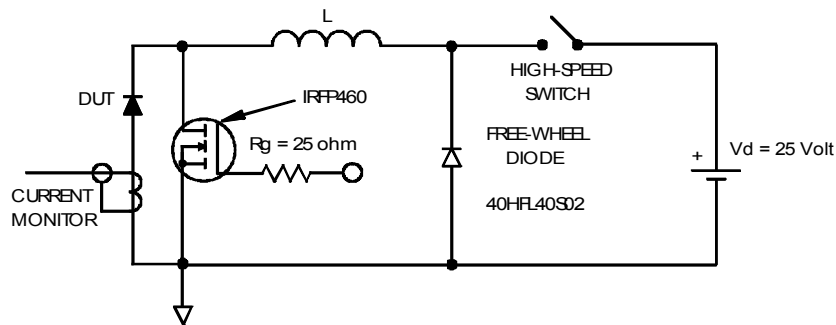 L
HIGH-SPEED
SWITCH
DUT
IRFP460
Rg = 25 ohm
FREE-WHEEL
DIODE
40HFL40S02
+
Vd = 25 Volt
CURRENT
MONITOR